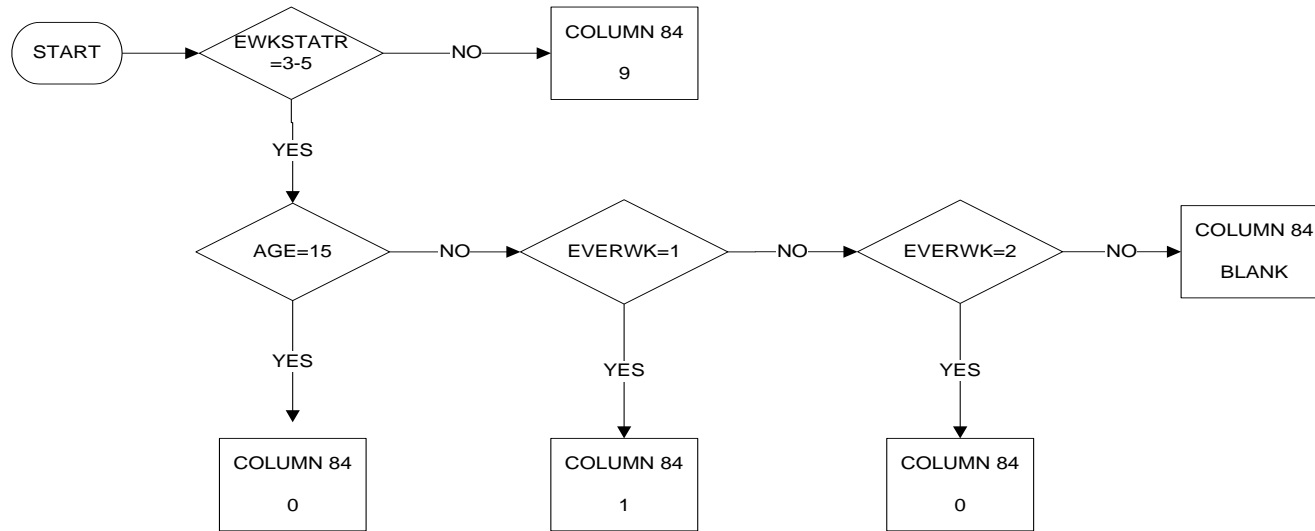 START
EWKSTATR
=3-5
NO
COLUMN 84
9
YES
AGE=15
NO
EVERWK=1
NO
EVERWK=2
NO
COLUMN 84
BLANK
YES
YES
YES
COLUMN 84
0
COLUMN 84
1
COLUMN 84
0